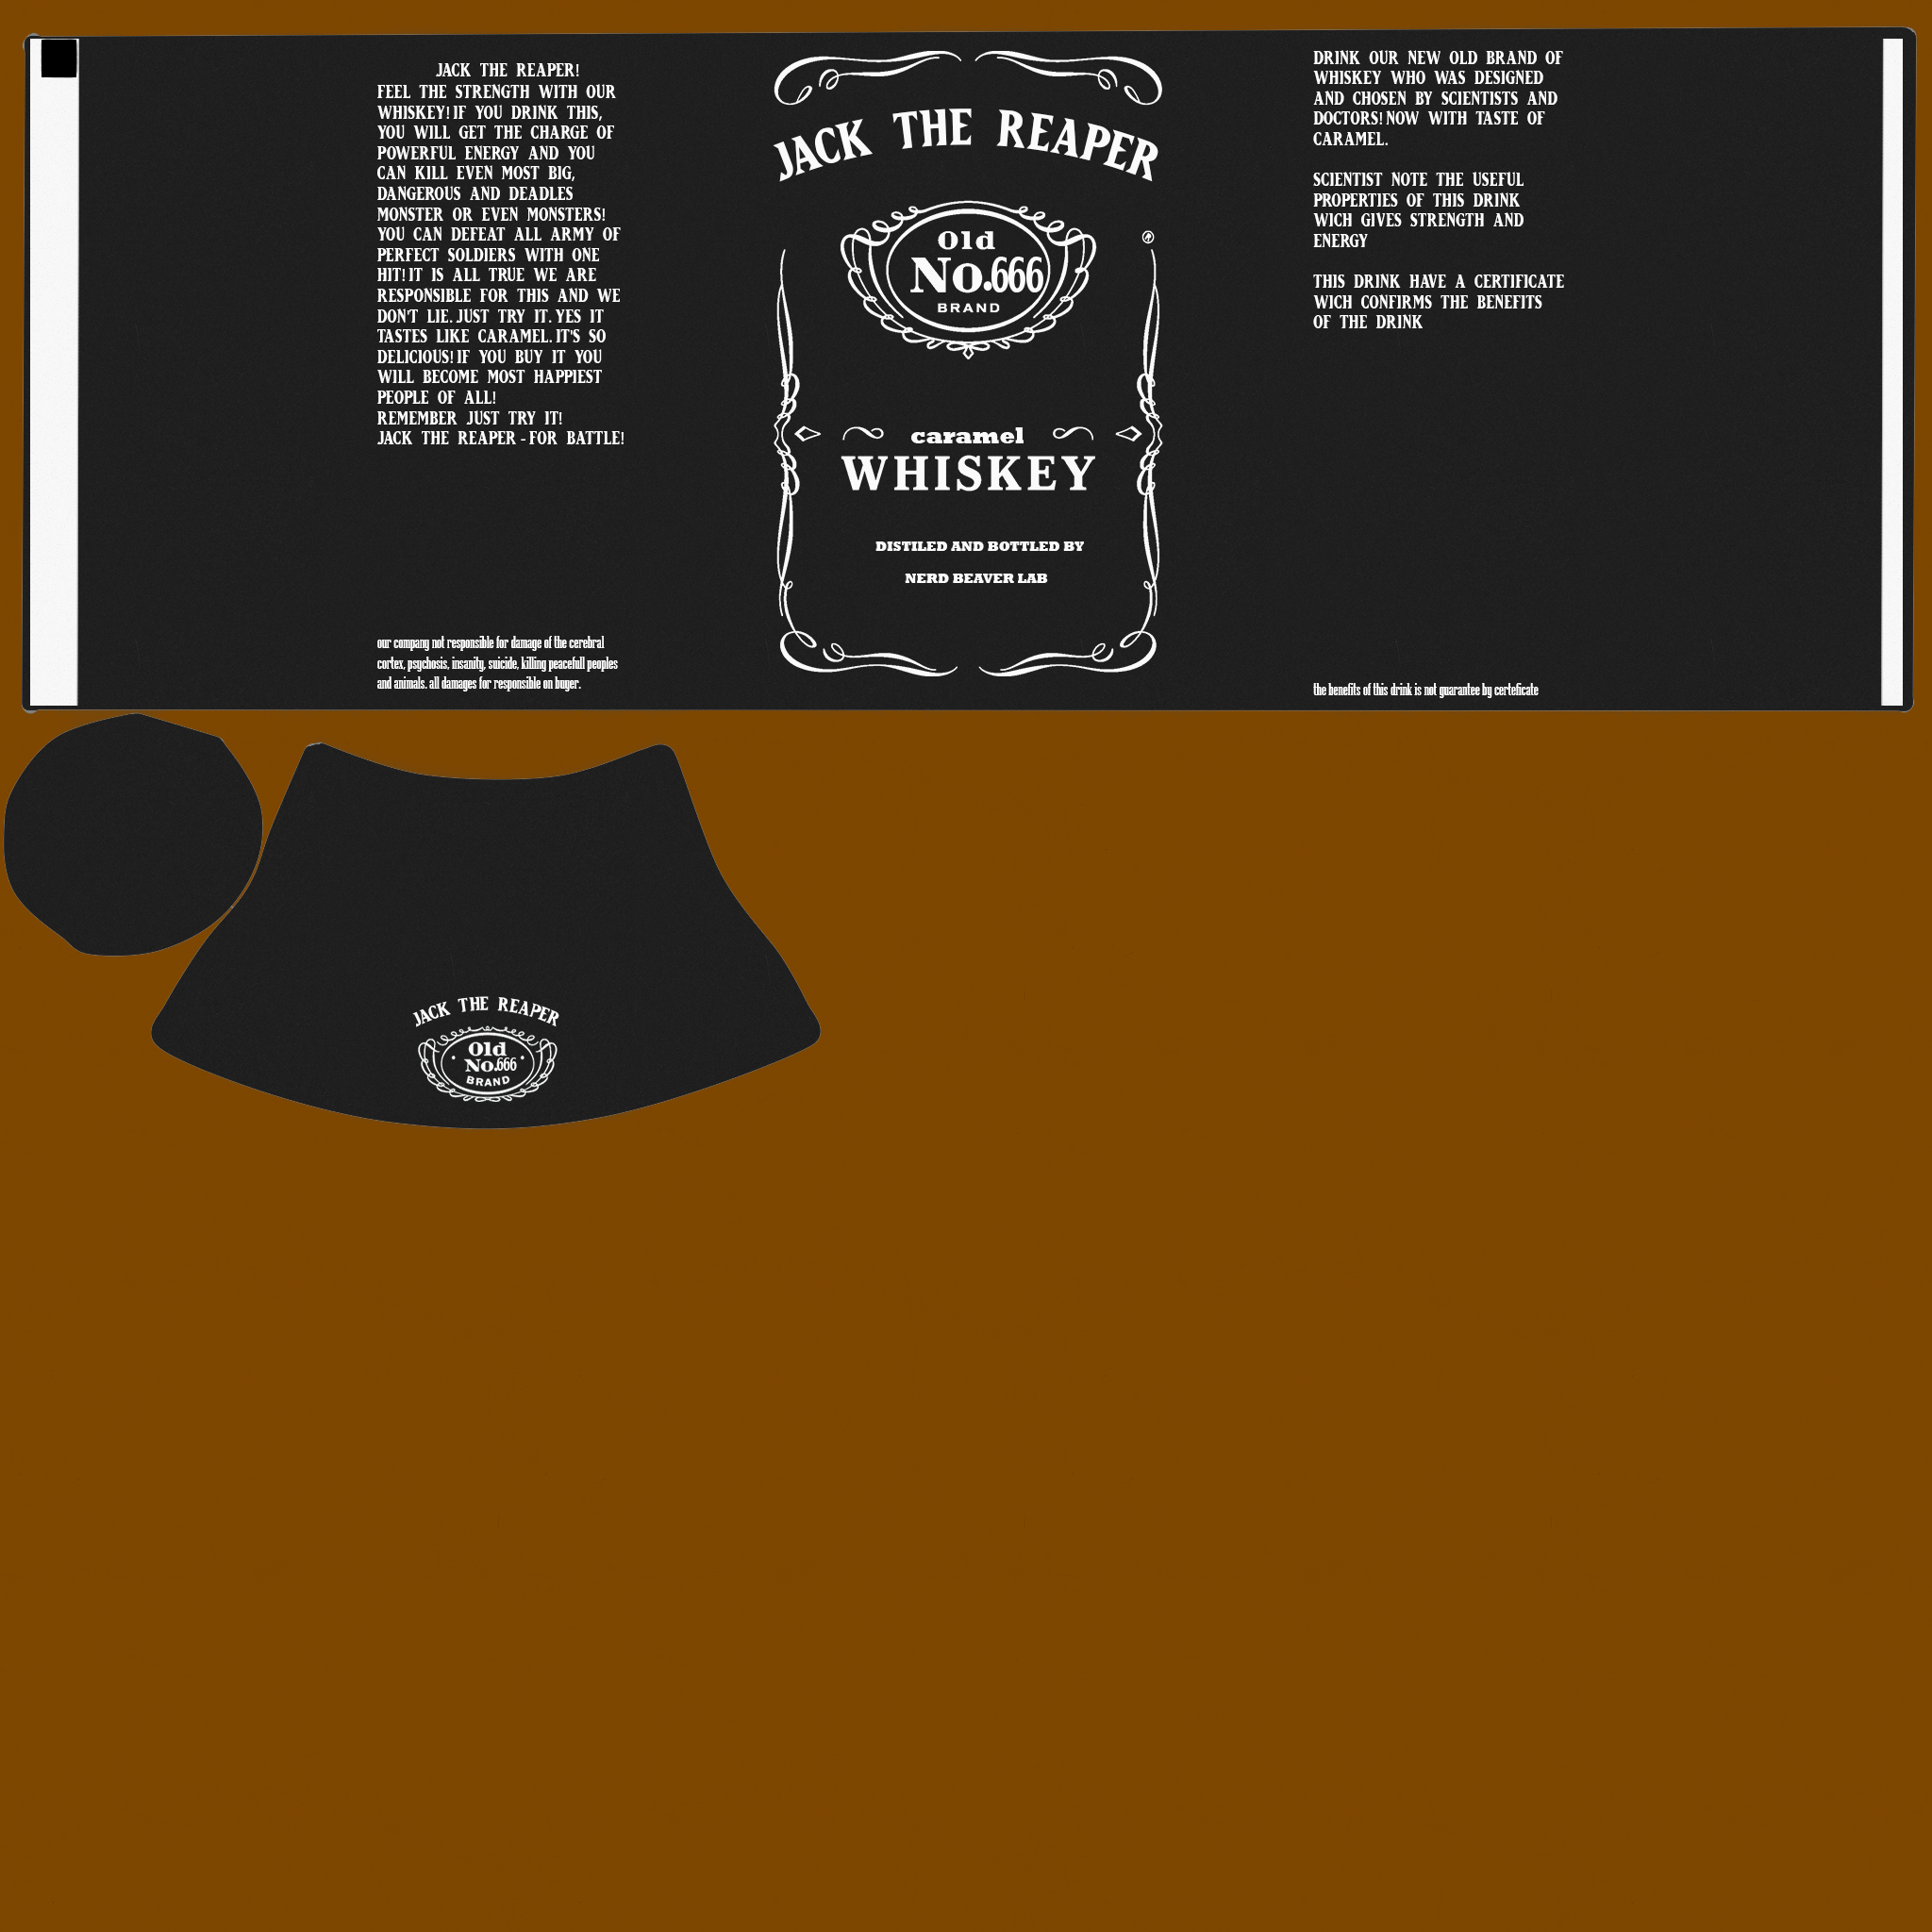 JACK THE REAPER!
FEEL THE STRENGTH WITH OUR
WHISKEY! IF YOU DRINK THIS,
YOU WILL GET THE CHARGE OF
POWERFUL ENERGY AND YOU
CAN KILL EVEN MOST BIG,
DANGEROUS AND DEADLES
MONSTER OR EVEN MONSTERS!
YOU CAN DEFEAT ALL ARMY OF
PERFECT SOLDIERS WITH ONE
HIT! IT IS ALL TRUE WE ARE
RESPONSIBLE FOR THIS AND WE
DON'T LIE. JUST TRY IT. YES IT
TASTES LIKE CARAMEL. IT'S SO
DELICIOUS! IF YOU BUY IT YOU
WILL BECOME MOST HAPPIEST
PEOPLE OF ALL!
REMEMBER JUST TRY IT!
JACK THE REAPER - FOR BATTLE!
our company not responsible for damage of the cerebral
cortex, psychosis, insanity, suicide, killing peacefull peoples
and animals. all damages for responsible on buyer.
JACK THE REAPER
Old
No.666
BRAND
caramel
WHISKEY
DISTILED AND BOTTLED BY
NERD BEAVER LAB
DRINK OUR NEW OLD BRAND OF
WHISKEY WHO WAS DESIGNED
AND CHOSEN BY SCIENTISTS AND
DOCTORS! NOW WITH TASTE OF
CARAMEL.
SCIENTIST NOTE THE USEFUL
PROPERTIES OF THIS DRINK
WICH GIVES STRENGTH AND
ENERGY
THIS DRINK HAVE A CERTIFICATE
WICH CONFIRMS THE BENEFITS
OF THE DRINK
the benefits of this drink is not guarantee by certeficate
JACK THE REAPER
Old
No.666
BRAND